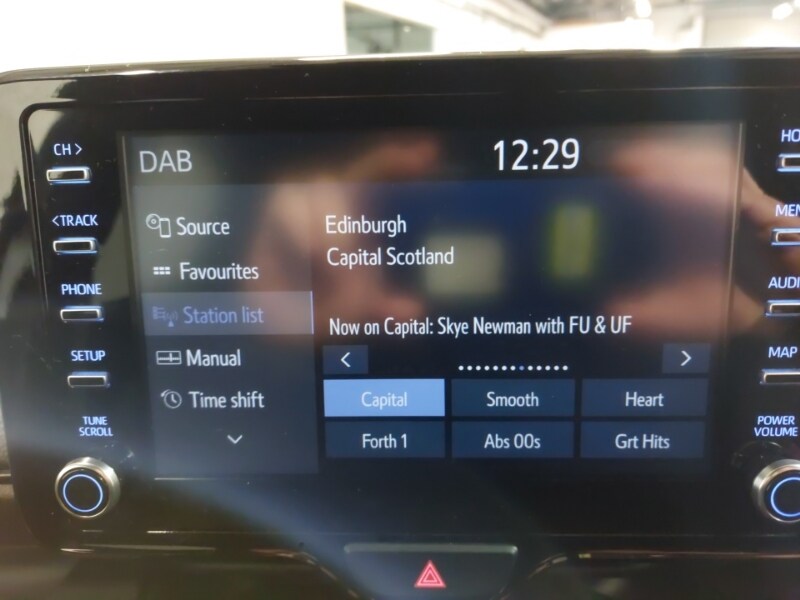 CH >
< TRACK
PHONE
SETUP
TUNE
SCROLL
DAB
12:29
Source
Favourites
Station list
Manual
Time shift
Edinburgh
Capital Scotland
Now on Capital: Skye Newman with FU & UF
<
>
Capital
Smooth
Heart
Forth 1
Abs 00s
Grt Hits
MAP
POWER
VOLUME